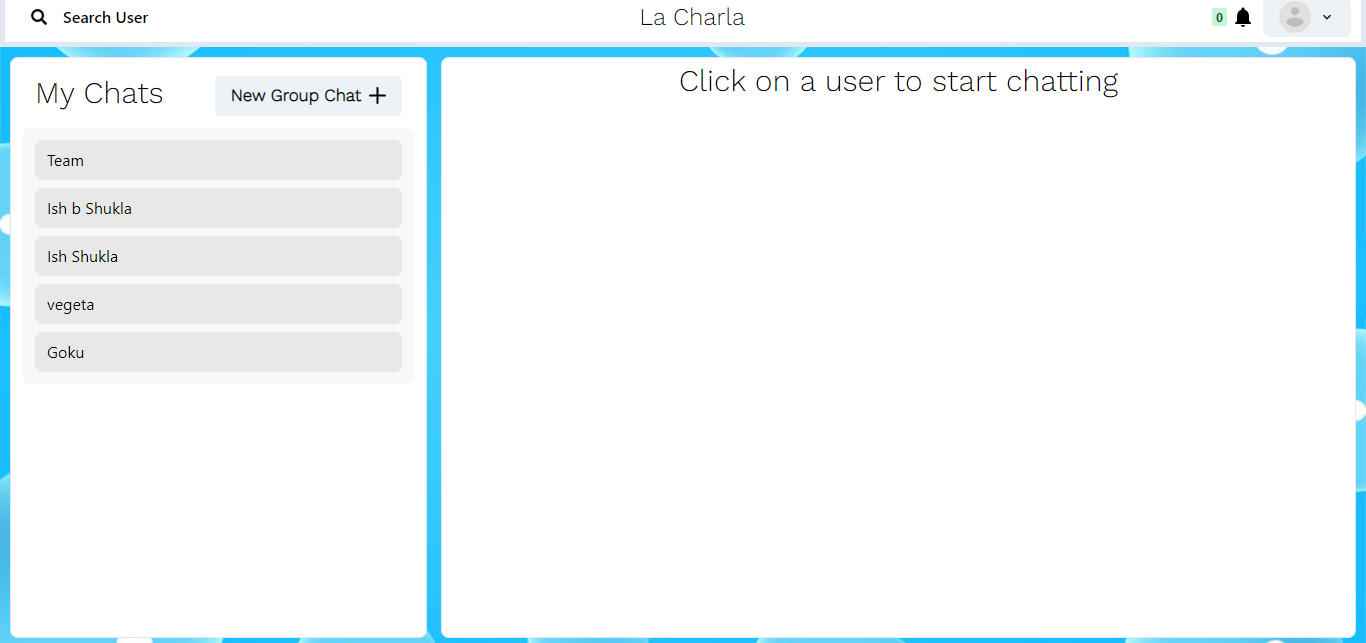 Search User
La Charla
0
My Chats
New Group Chat
Click on a user to start chatting
Team
Ish b Shukla
Ish Shukla
vegeta
Goku